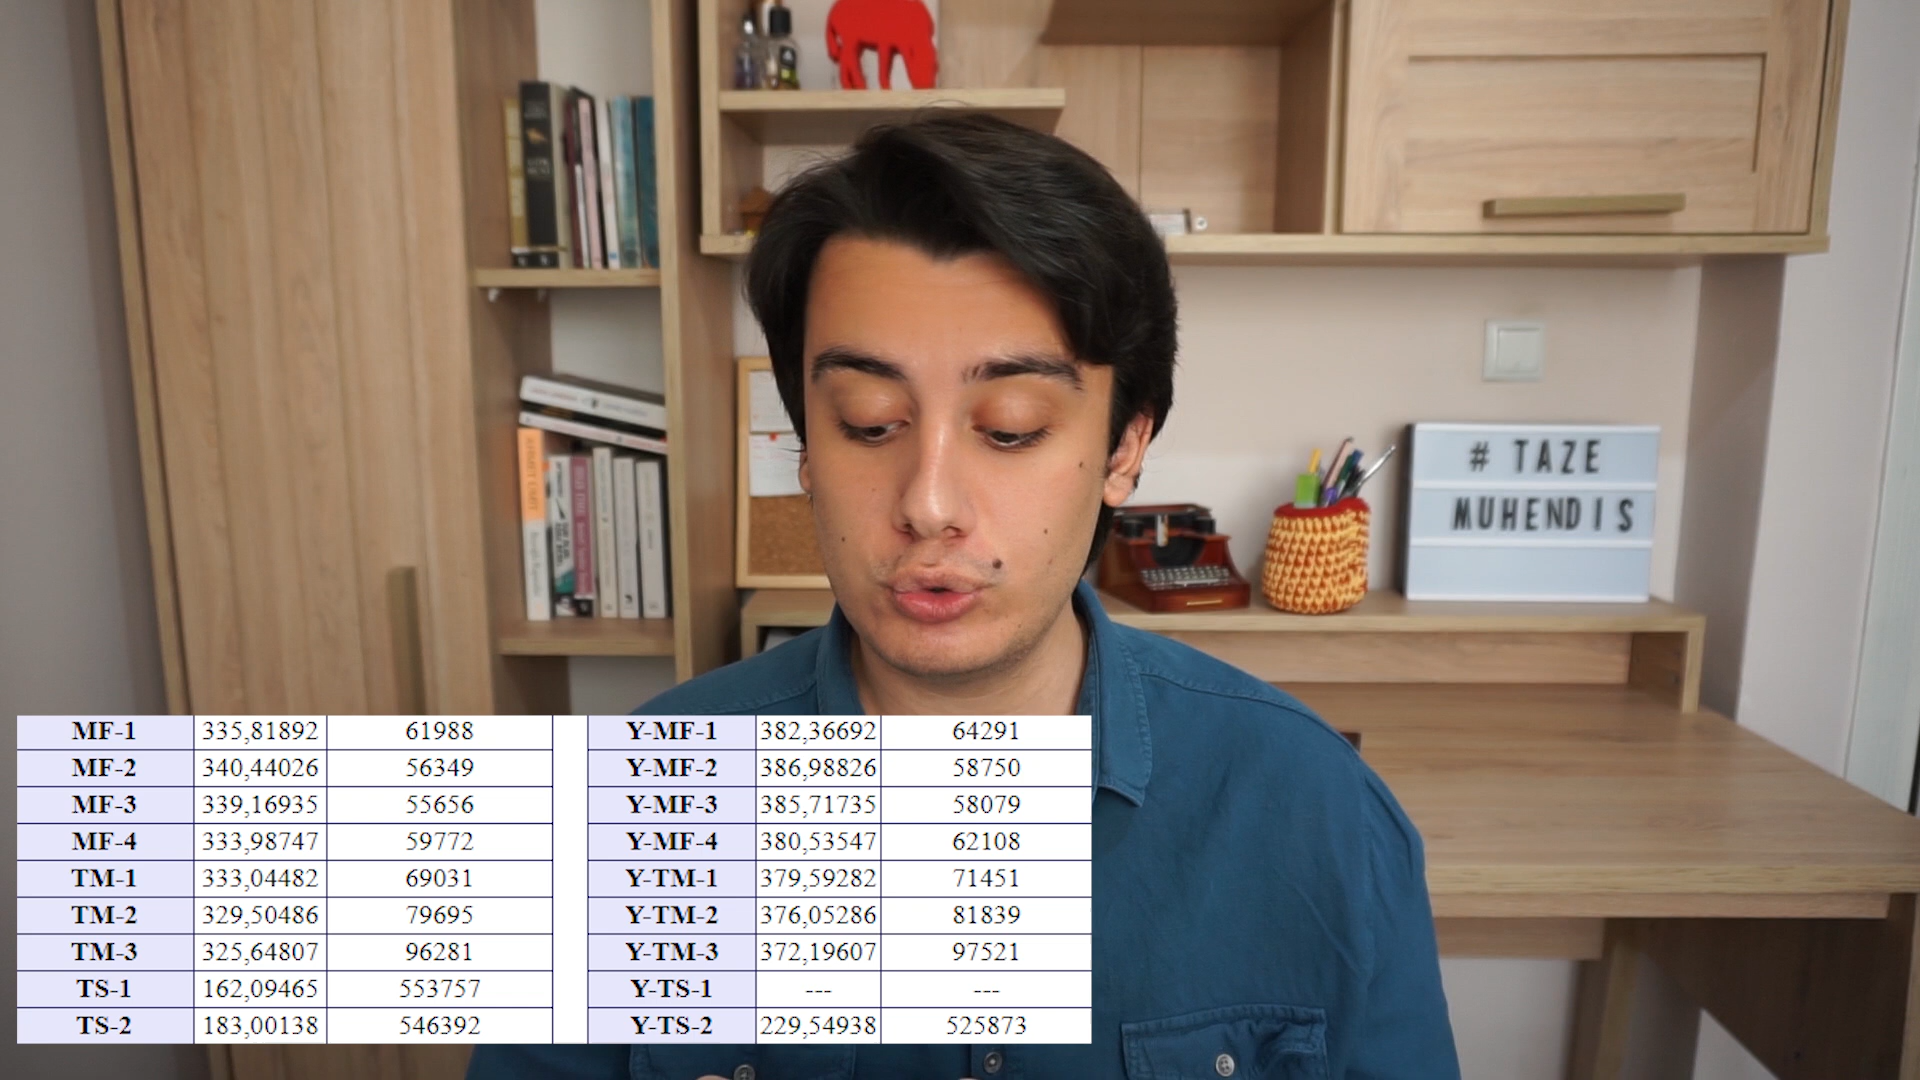 # TAZE
MUHENDIS
MF-1 335,81892 61988 Y-MF-1 382,36692 64291
MF-2 340,44026 56349 Y-MF-2 386,98826 58750
MF-3 339,16935 55656 Y-MF-3 385,71735 58079
MF-4 333,98747 59772 Y-MF-4 380,53547 62108
TM-1 333,04482 69031 Y-TM-1 379,59282 71451
TM-2 329,50486 79695 Y-TM-2 376,05286 81839
TM-3 325,64807 96281 Y-TM-3 372,19607 97521
TS-1 162,09465 553757 Y-TS-1 --- ---
TS-2 183,00138 546392 Y-TS-2 229,54938 525873